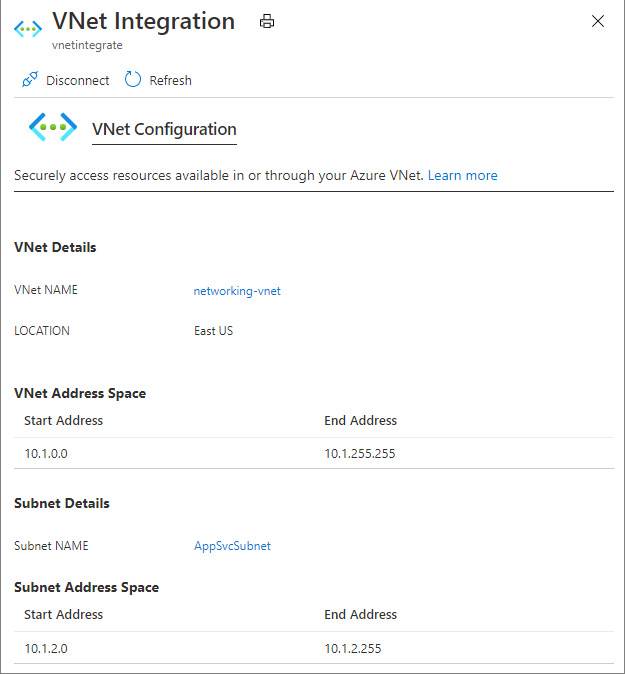 VNet Integration
vnetintegrate
Disconnect Refresh
VNet Configuration
Securely access resources available in or through your Azure VNet. Learn more
VNet Details
VNet NAME networking-vnet
LOCATION East US
VNet Address Space
Start Address End Address
10.1.0.0 10.1.255.255
Subnet Details
Subnet NAME AppSvcSubnet
Subnet Address Space
Start Address End Address
10.1.2.0 10.1.2.255